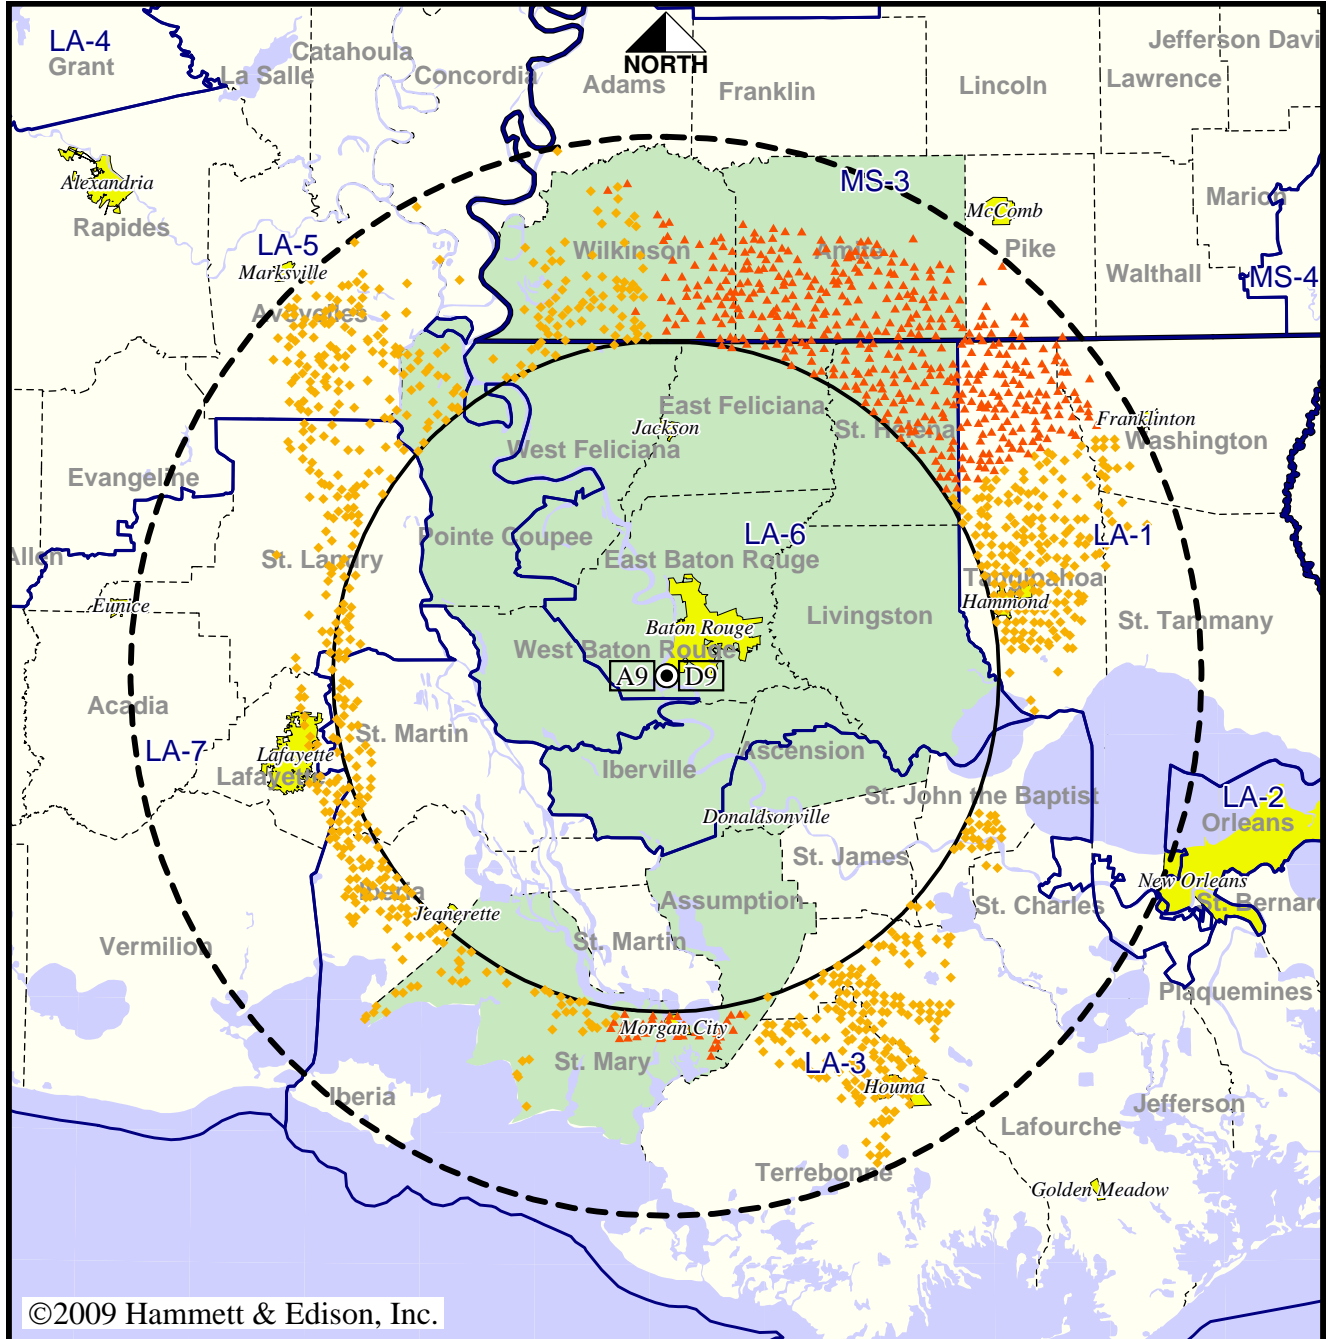 LA-4
Grant
Catahoula
La Salle
Concordia
Adams
NORTH
Franklin
Lincoln
Jefferson Davi
Lawrence
Alexandria
Rapides
MS-3
Marion
McComb
Pike
LA-5
Marksville
Wilkinson
Amite
Walthall
MS-4
Avoyelles
East Feliciana
Jackson
St. Helena
Franklinton
Washington
West Feliciana
Evangeline
Pointe Coupee
LA-6
LA-1
Allen
St. Landry
East Baton Rouge
Tangipahoa
Eunice
Hammond
Livingston
St. Tammany
Baton Rouge
West Baton Rouge
A9
D9
Acadia
St. Martin
LA-7
Lafayette
Lafayette
Iberville
Ascension
St. John the Baptist
LA-2
Orleans
Donaldsonville
St. James
New Orleans
Iberia
Jeanerette
Assumption
St. Charles
St. Bernard
Vermilion
St. Martin
Plaquemines
Morgan City
St. Mary
LA-3
Houma
Iberia
Jefferson
Lafourche
Terrebonne
Golden Meadow
©2009 Hammett & Edison, Inc.